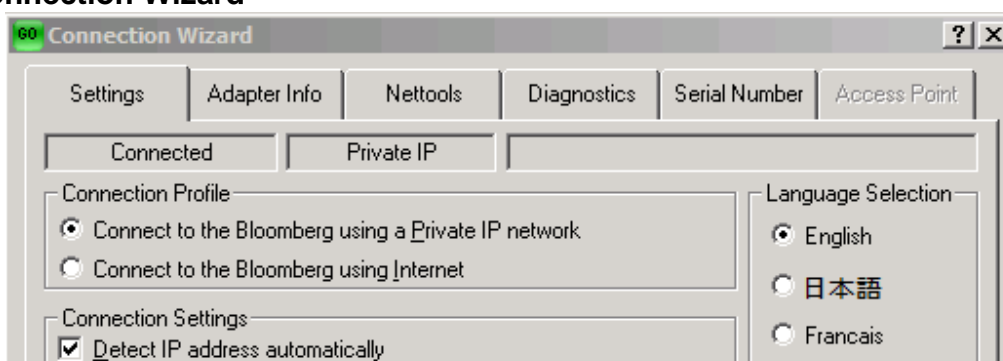 Connection Wizard
GO Connection Wizard ? X
Settings Adapter Info Nettools Diagnostics Serial Number Access Point
Connected Private IP
Connection Profile
Connect to the Bloomberg using a Private IP network
Connect to the Bloomberg using Internet
Language Selection
English
日本語
Francais
Connection Settings
Detect IP address automatically